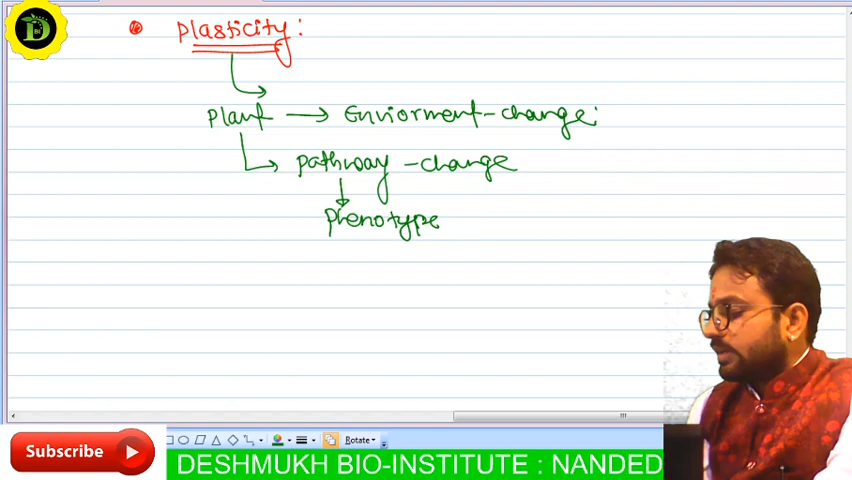 Plasticity:
Plant → Enviorment-change:
pathway -change
phenotype
Rotate
Subscribe
DESHMUKH BIO-INSTITUTE : NANDED